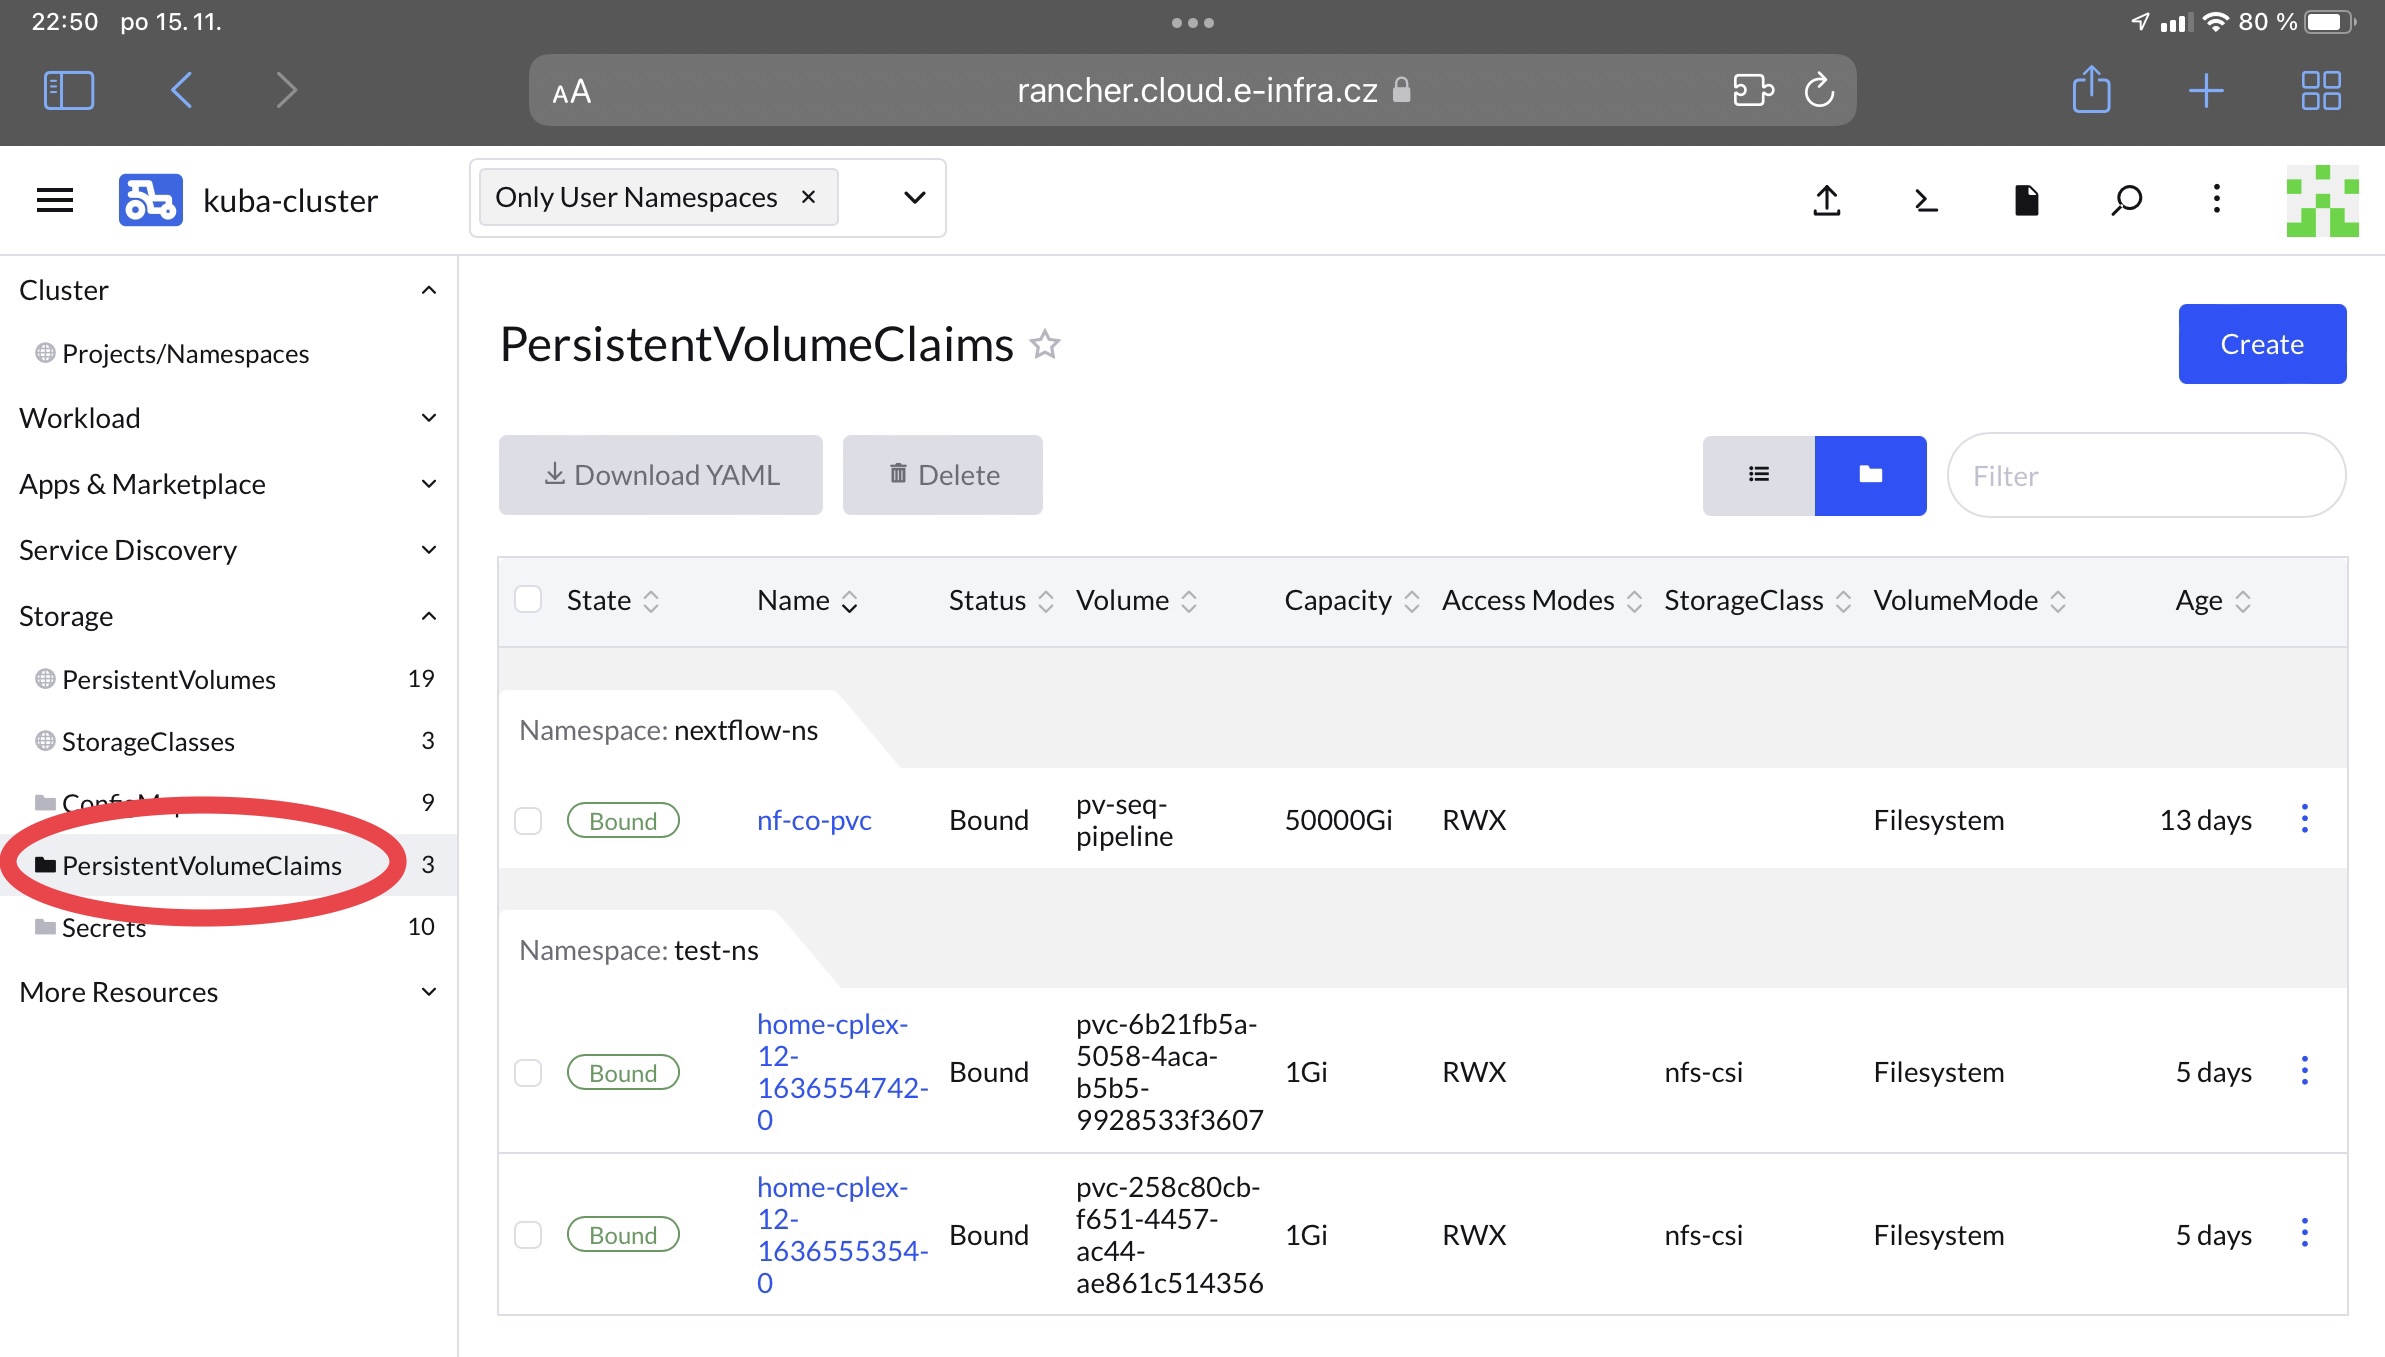 22:50 po 15. 11.
80 %
AA
rancher.cloud.e-infra.cz
kuba-cluster
Only User Namespaces ×
Cluster
Projects/Namespaces
Workload
Apps & Marketplace
Service Discovery
Storage
PersistentVolumes 19
StorageClasses 3
9
PersistentVolumeClaims 3
Secrets 10
More Resources
PersistentVolumeClaims
Create
Download YAML
Delete
Filter
State Name Status Volume Capacity Access Modes StorageClass VolumeMode Age
Namespace: nextflow-ns
Bound nf-co-pvc Bound pv-seq-
pipeline 50000Gi RWX Filesystem 13 days
Namespace: test-ns
Bound home-cplex-
12-
1636554742-
0 Bound pvc-6b21fb5a-
5058-4aca-
b5b5-
9928533f3607 1Gi RWX nfs-csi Filesystem 5 days
Bound home-cplex-
12-
1636555354-
0 Bound pvc-258c80cb-
f651-4457-
ac44-
ae861c514356 1Gi RWX nfs-csi Filesystem 5 days